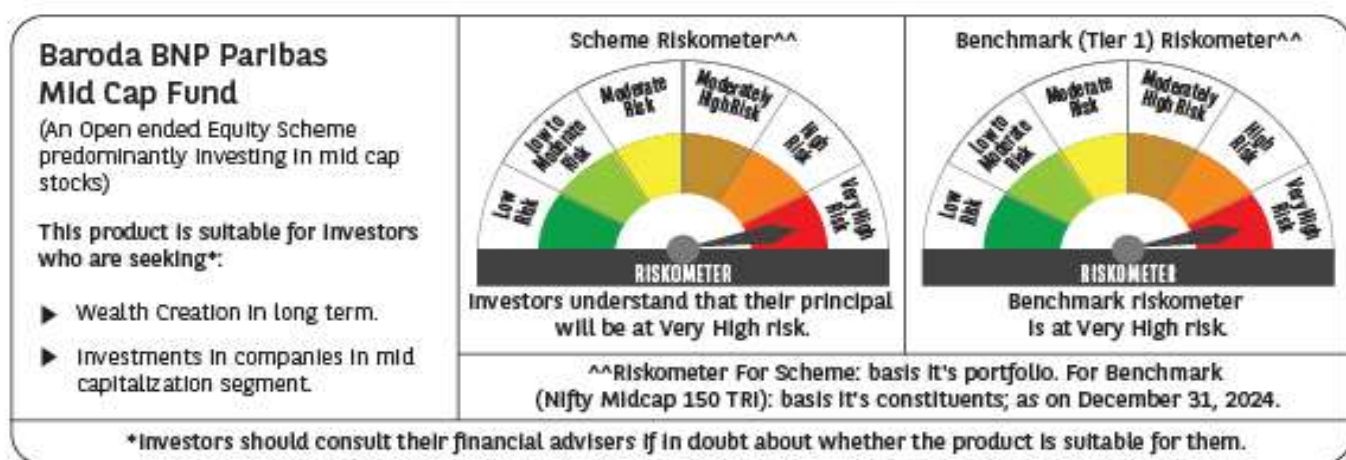 Baroda BNP Paribas
Mid Cap Fund
(An Open ended Equity Scheme
predominantly investing in mid cap
stocks)
This product is suitable for investors
who are seeking*:
▶ Wealth Creation in long term.
▶ Investments in companies in mid
capitalization segment.
Scheme Riskometer^^
Low
Risk
Low to
Moderate
Risk
Moderate
Risk
Moderately
High Risk
High
Risk
Very High
Risk
RISKOMETER
Investors understand that their principal
will be at Very High risk.
Benchmark (Tier 1) Riskometer^^
Low
Risk
Low to
Moderate
Risk
Moderate
Risk
Moderately
High Risk
High
Risk
Very High
Risk
RISKOMETER
Benchmark riskometer
is at Very High risk.
^^Riskometer For Scheme: basis it's portfolio. For Benchmark
(Nifty Midcap 150 TRI): basis it's constituents; as on December 31, 2024.
*Investors should consult their financial advisers if in doubt about whether the product is suitable for them.